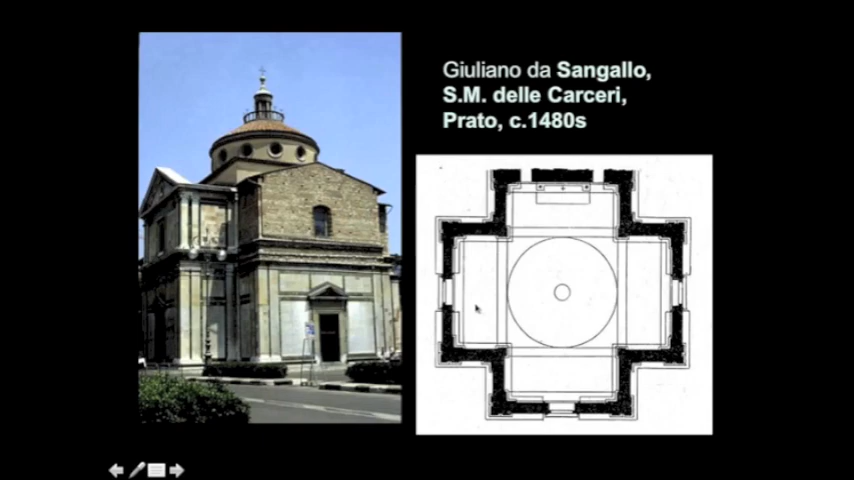 Giuliano da Sangallo,
S.M. delle Carceri,
Prato, c.1480s